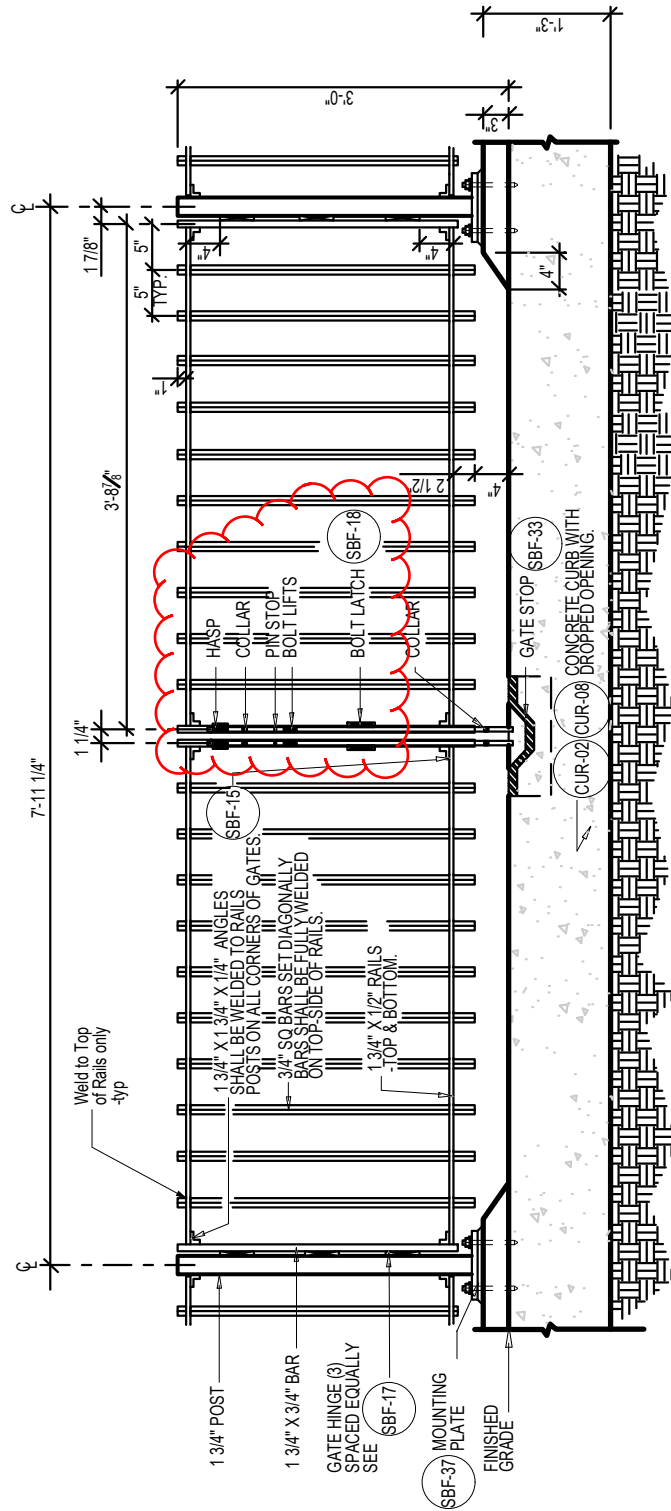 ℄
℄
7'-11 1/4"
1 1/4"
3'-8 7/8"
1 7/8"
5"
5"
TYP.
4"
4"
1"
3'-0"
3"
1'-3"
2 1/2"
4"
4"
Weld to Top
of Rails only
-typ
1 3/4" X 1 3/4" X 1/4" ANGLES
SHALL BE WELDED TO RAILS
POSTS ON ALL CORNERS OF GATES.
3/4" SQ BARS SET DIAGONALLY
BARS SHALL BE FULLY WELDED
ON TOP-SIDE OF RAILS.
1 3/4" X 1/2" RAILS
-TOP & BOTTOM.
SBF-15
HASP
COLLAR
PIN STOP
BOLT LIFTS
BOLT LATCH
SBF-18
COLLAR
GATE STOP
SBF-33
CUR-02
CUR-08
CONCRETE CURB WITH
DROPPED OPENING.
1 3/4" POST
1 3/4" X 3/4" BAR
GATE HINGE (3)
SPACED EQUALLY
SEE
SBF-17
SBF-37
MOUNTING
PLATE
FINISHED
GRADE